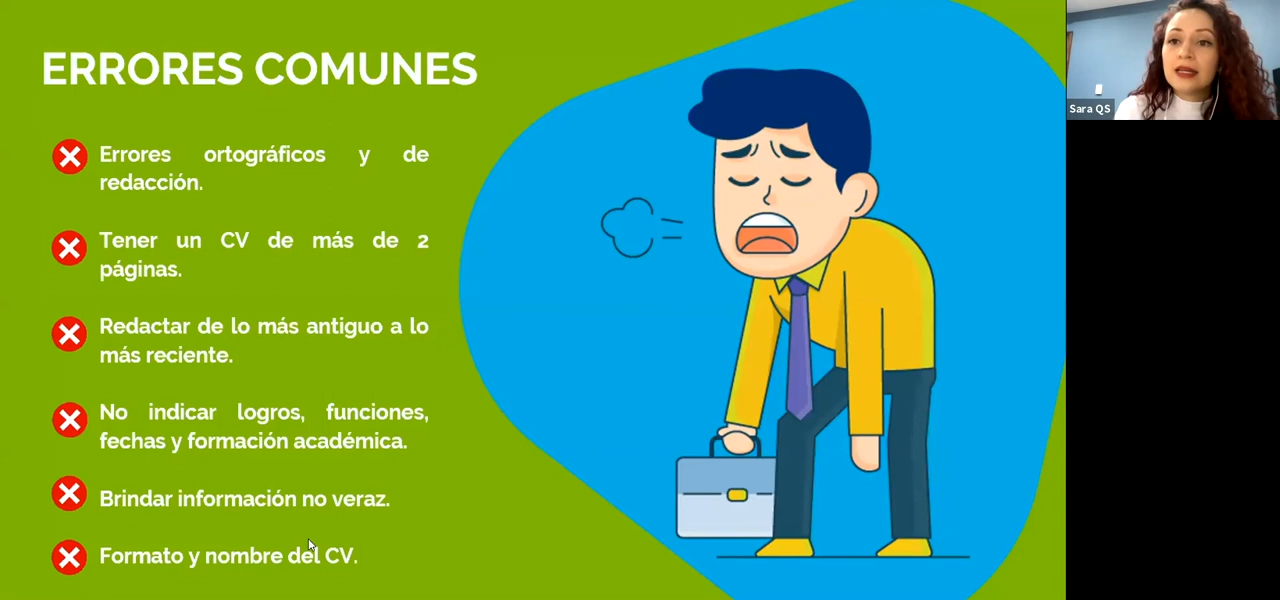 ERRORES COMUNES
Errores ortográficos y de
redacción.
Tener un CV de más de 2
páginas.
Redactar de lo más antiguo a lo
más reciente.
No indicar logros, funciones,
fechas y formación académica.
Brindar información no veraz.
Formato y nombre del CV.
Sara QS